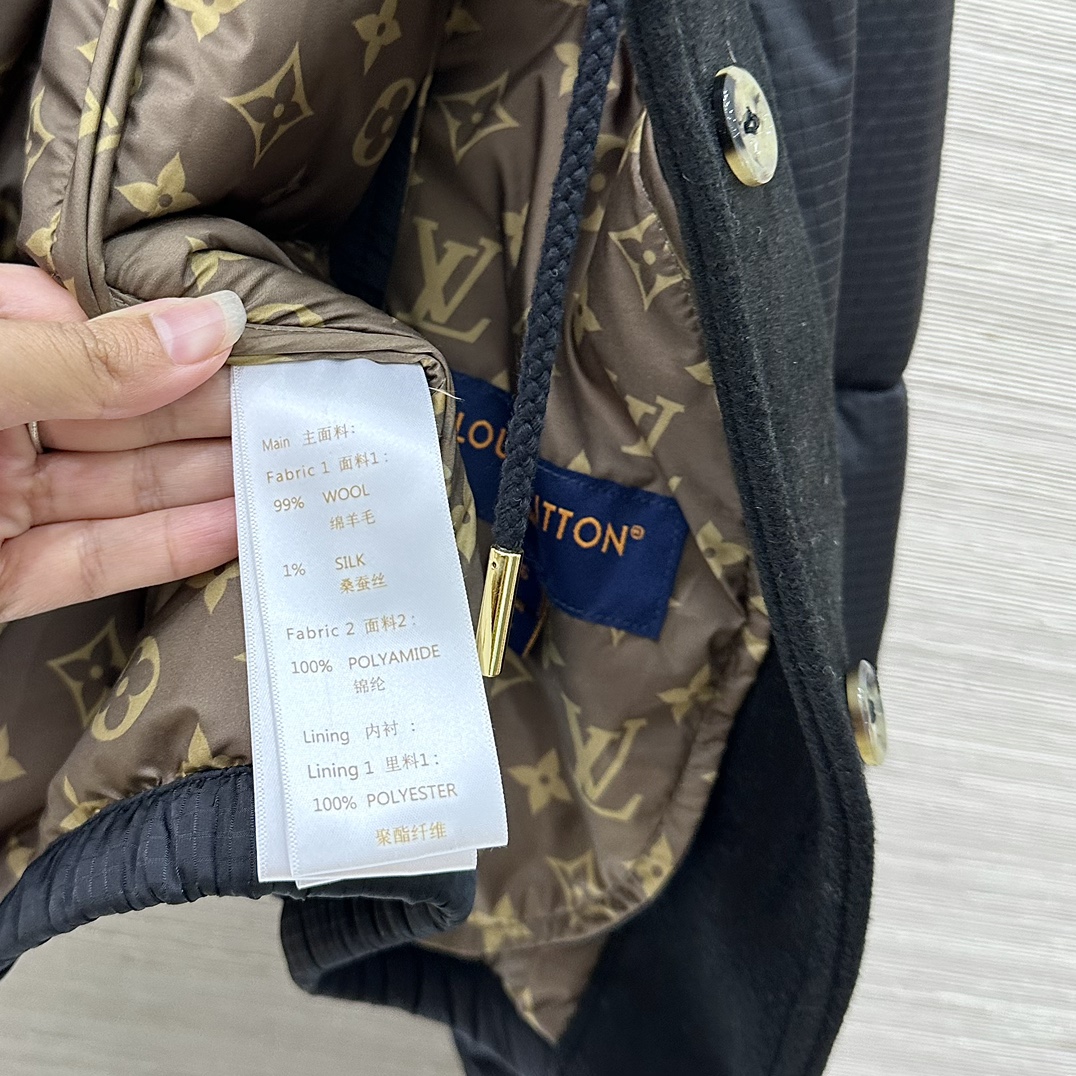 Main 主面料:
Fabric 1 面料1:
99% WOOL
绵羊毛
1% SILK
桑蚕丝
Fabric 2 面料2:
100% POLYAMIDE
锦纶
Lining 内衬 :
Lining 1 里料1:
100% POLYESTER
聚酯纤维
LV
LV